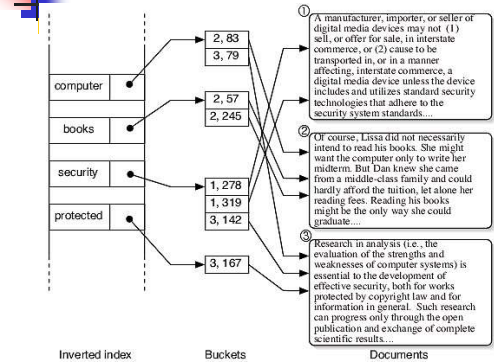 computer
books
security
protected
Inverted index
2, 83
3, 79
2, 57
2, 245
1, 278
1, 319
3, 142
3, 167
Buckets
①
A manufacturer, importer, or seller of
digital media devices may not (1)
sell, or offer for sale, in interstate
commerce, or (2) cause to be
transported in, or in a manner
affecting, interstate commerce, a
digital media device unless the device
includes and utilizes standard security
technologies that adhere to the
security system standards....
②
Of course, Lissa did not necessarily
intend to read his books. She might
want the computer only to write her
midterm. But Dan knew she came
from a middle-class family and could
hardly afford the tuition, let alone her
reading fees. Reading his books
might be the only way she could
graduate....
③
Research in analysis (i.e., the
evaluation of the strengths and
weaknesses of computer systems) is
essential to the development of
effective security, both for works
protected by copyright law and for
information in general. Such research
can progress only through the open
publication and exchange of complete
scientific results....
Documents